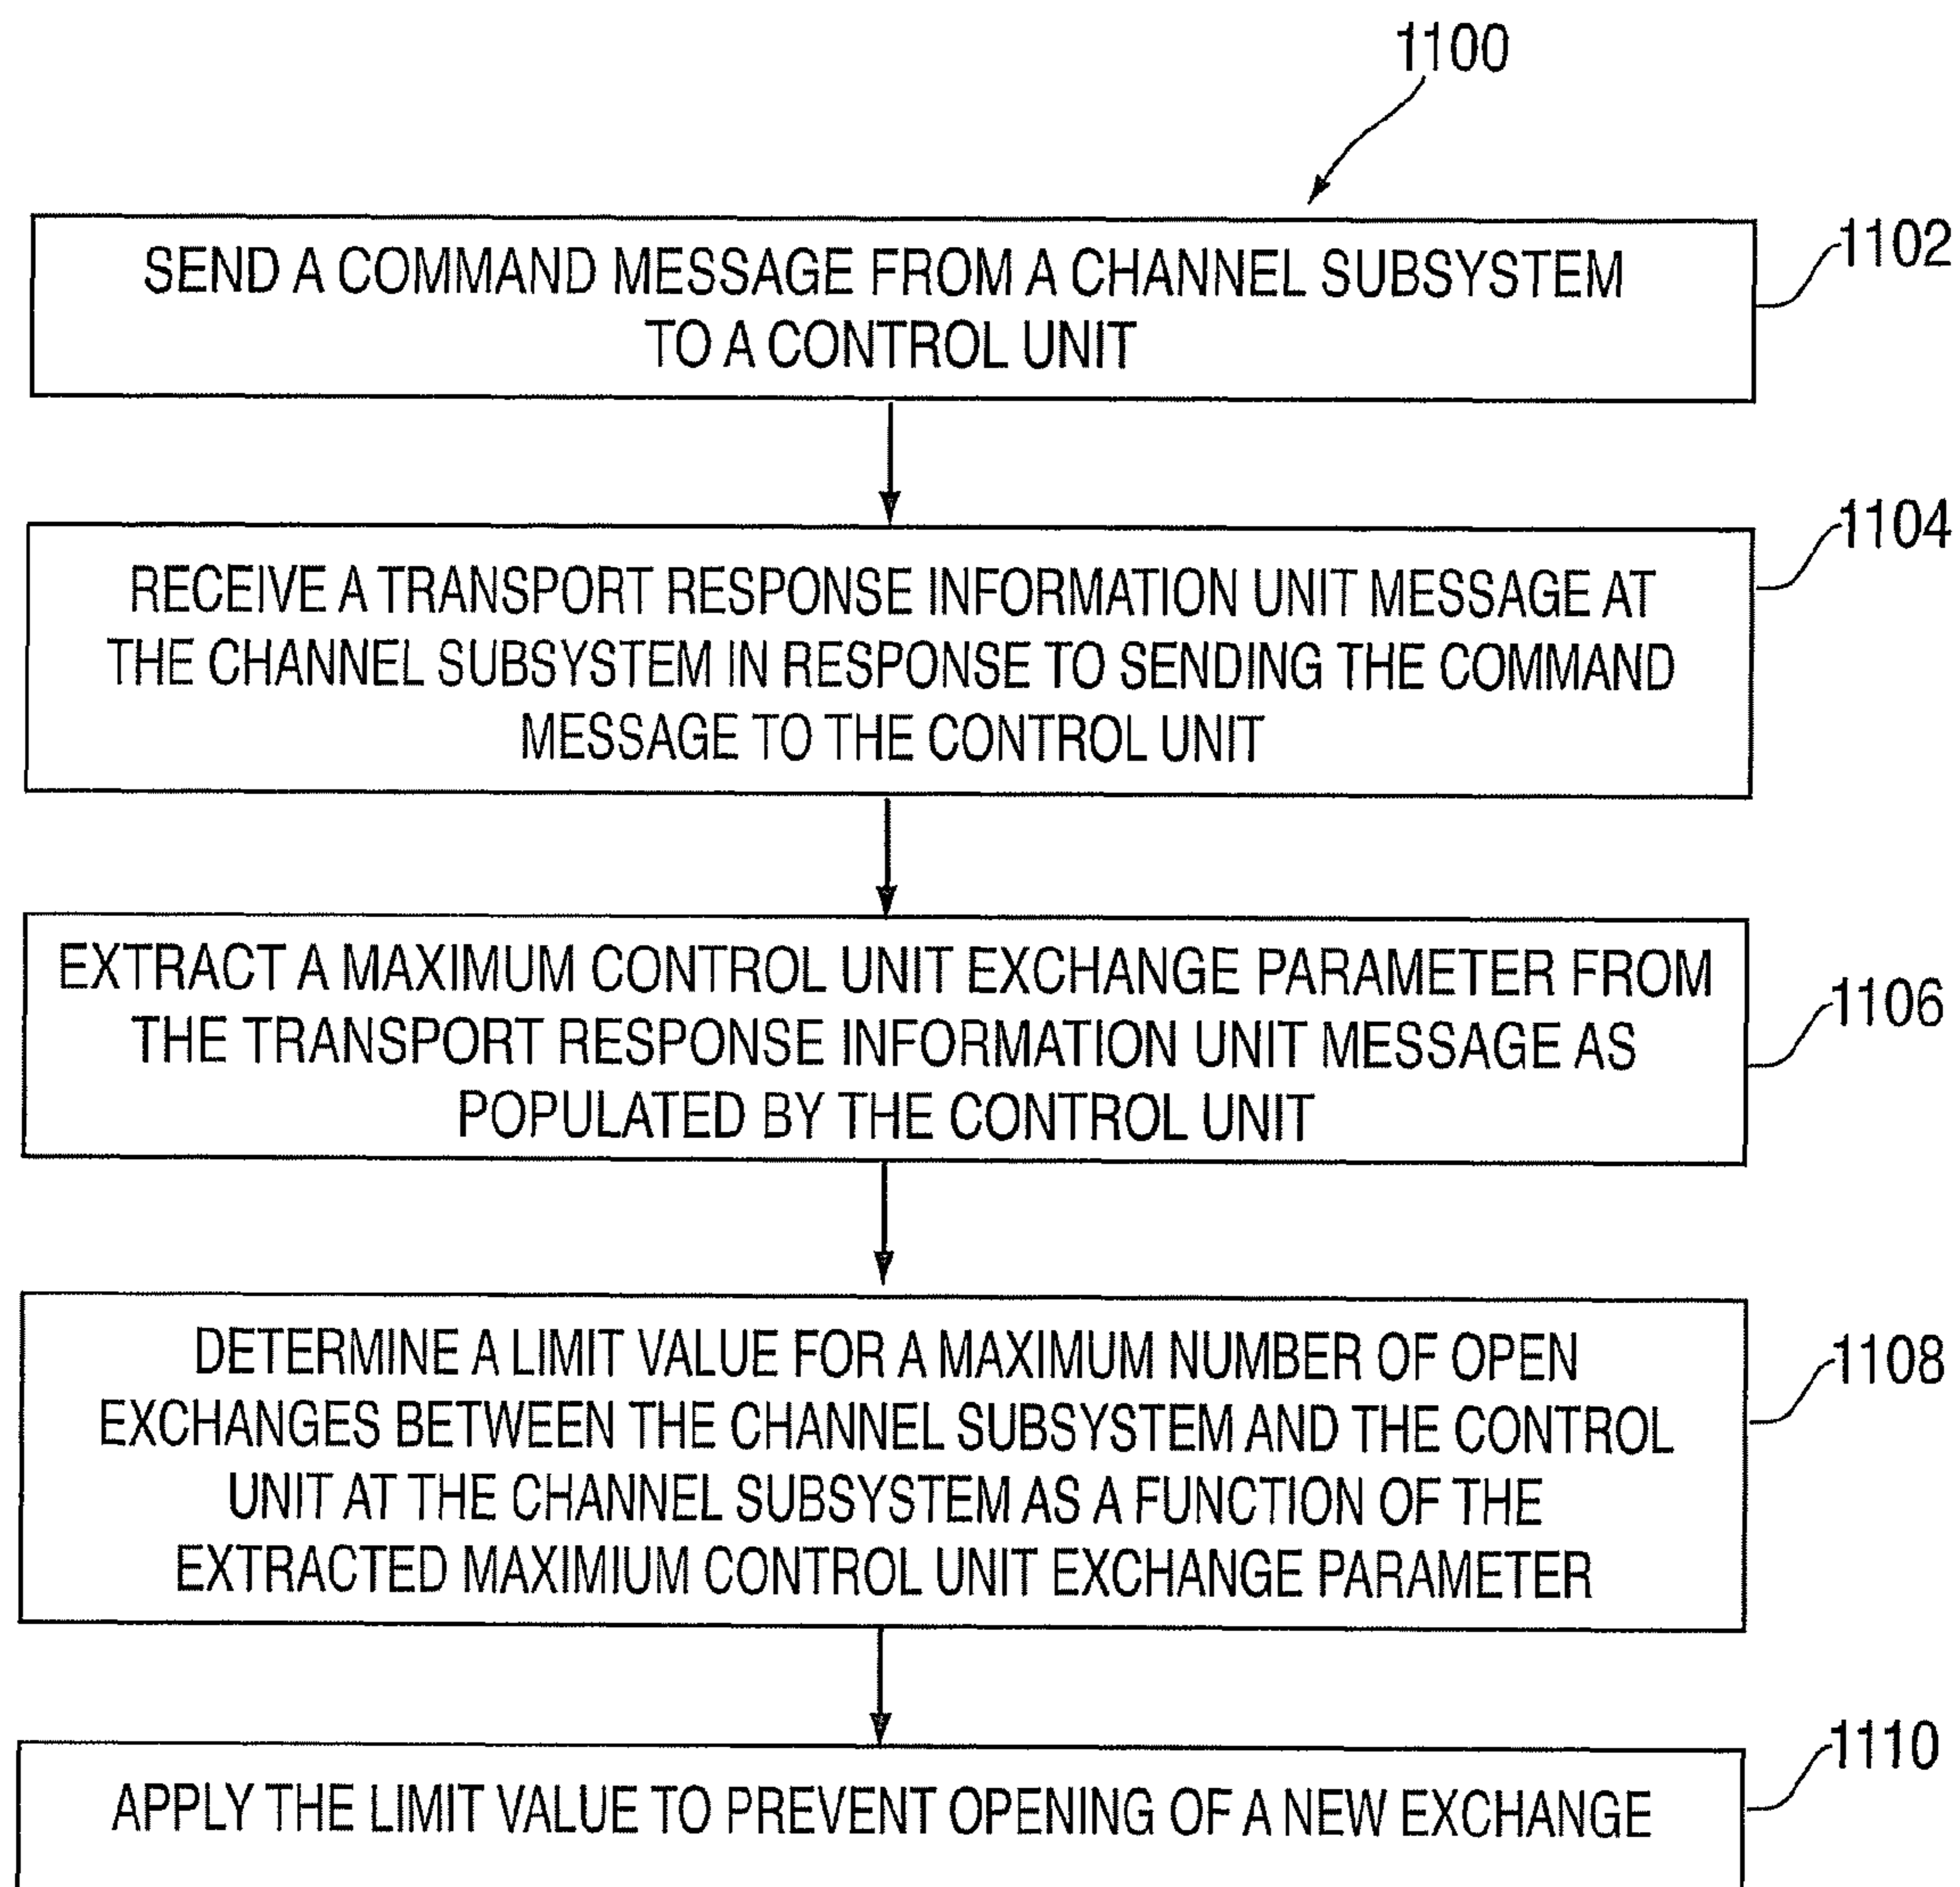 1100
SEND A COMMAND MESSAGE FROM A CHANNEL SUBSYSTEM
TO A CONTROL UNIT
1102
RECEIVE A TRANSPORT RESPONSE INFORMATION UNIT MESSAGE AT
THE CHANNEL SUBSYSTEM IN RESPONSE TO SENDING THE COMMAND
MESSAGE TO THE CONTROL UNIT
1104
EXTRACT A MAXIMUM CONTROL UNIT EXCHANGE PARAMETER FROM
THE TRANSPORT RESPONSE INFORMATION UNIT MESSAGE AS
POPULATED BY THE CONTROL UNIT
1106
DETERMINE A LIMIT VALUE FOR A MAXIMUM NUMBER OF OPEN
EXCHANGES BETWEEN THE CHANNEL SUBSYSTEM AND THE CONTROL
UNIT AT THE CHANNEL SUBSYSTEM AS A FUNCTION OF THE
EXTRACTED MAXIMIUM CONTROL UNIT EXCHANGE PARAMETER
1108
APPLY THE LIMIT VALUE TO PREVENT OPENING OF A NEW EXCHANGE
1110